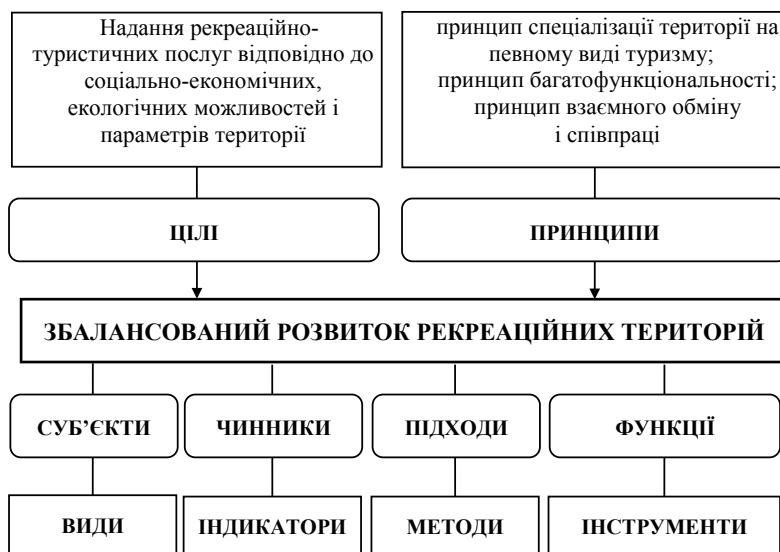 Надання рекреаційно-
туристичних послуг відповідно до
соціально-економічних,
екологічних можливостей і
параметрів території
принцип спеціалізації території на
певному виді туризму;
принцип багатофункціональності;
принцип взаємного обміну
і співпраці
ЦІЛІ
ПРИНЦИПИ
ЗБАЛАНСОВАНИЙ РОЗВИТОК РЕКРЕАЦІЙНИХ ТЕРИТОРІЙ
СУБ’ЄКТИ
ЧИННИКИ
ПІДХОДИ
ФУНКЦІЇ
ВИДИ
ІНДИКАТОРИ
МЕТОДИ
ІНСТРУМЕНТИ